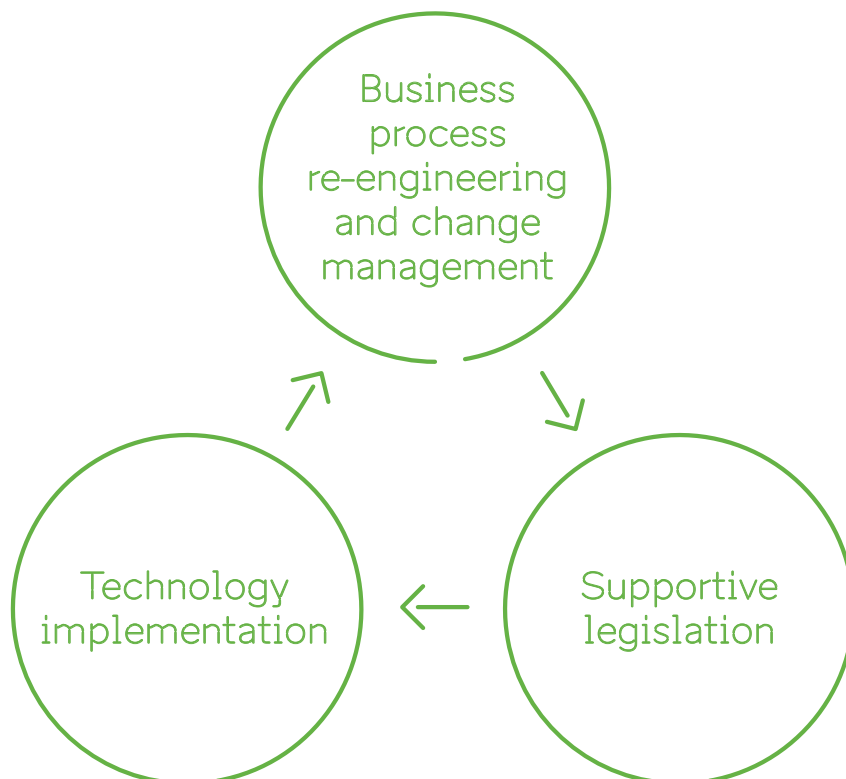 Business
process
re-engineering
and change
management
Technology
implementation
Supportive
legislation